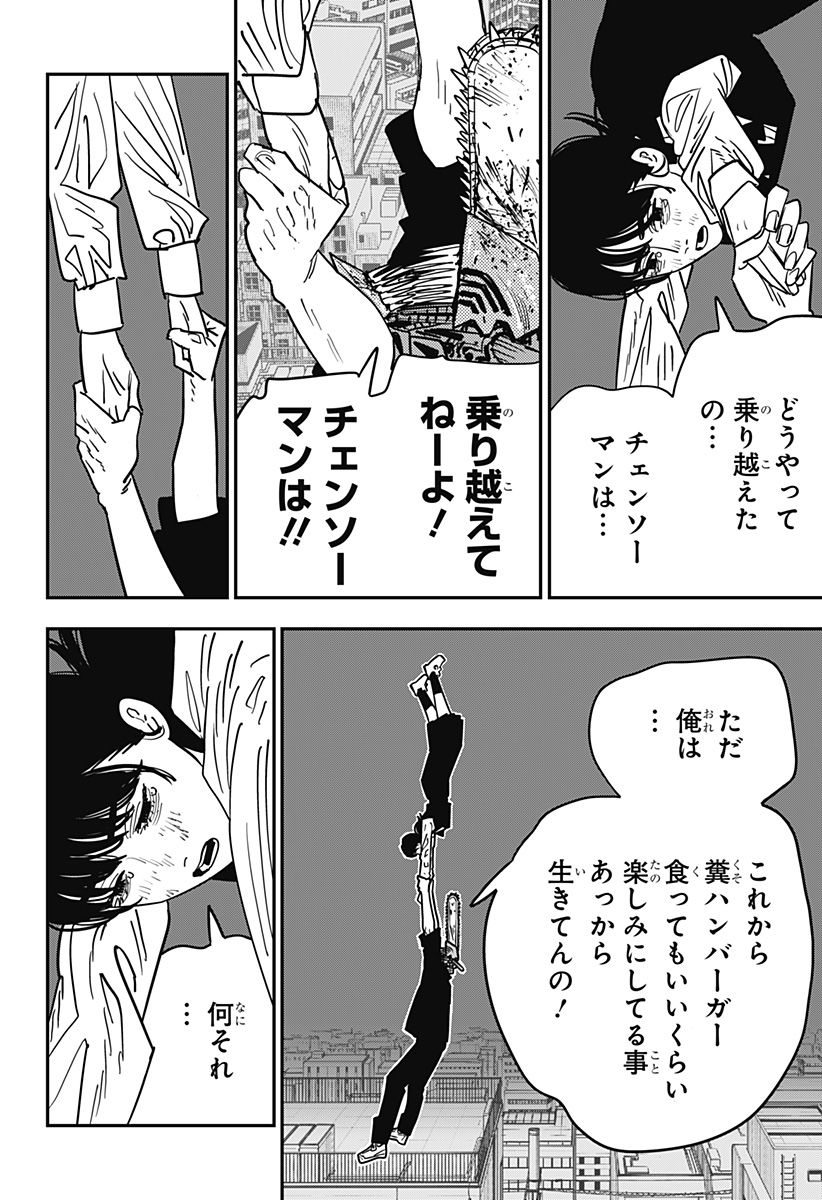 どうやって
乗り越えた
の…
チェンソー
マンは…
乗り越えて
ねーよ！
チェンソー
マンは!!
ただ
俺は
…
これから
糞ハンバーガー
食ってもいいくらい
楽しみにしてる事
あっから
生きてんの！
何それ
…